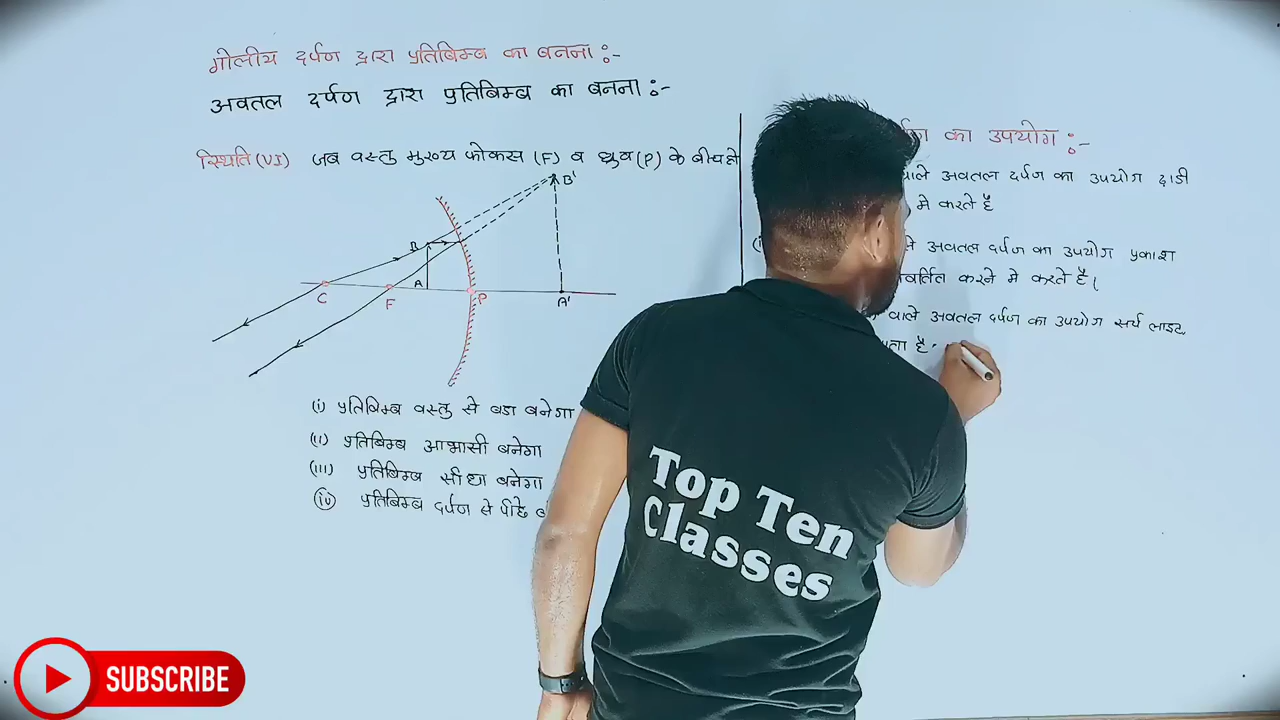 गोलीय दर्पण द्वारा प्रतिबिम्ब का बनना :-
अवतल दर्पण द्वारा प्रतिबिम्ब का बनना :-
स्थिति (VI) जब वस्तु मुख्य फोकस (F) व ध्रुव (P) के बीच हो
B'
B
C
F
A
P
A'
(i) प्रतिबिम्ब वस्तु से बडा बनेगा
(ii) प्रतिबिम्ब आभासी बनेगा
(iii) प्रतिबिम्ब सीधा बनेगा
(iv) प्रतिबिम्ब दर्पण से पीछे
का उपयोग :-
वाले अवतल दर्पण का उपयोग दाडी
मे करते है
अवतल दर्पण का उपयोग प्रकाश
करने मे करते है।
वाले अवतल दर्पण का उपयोग सर्च लाइट
है
Top Ten
Classes
SUBSCRIBE